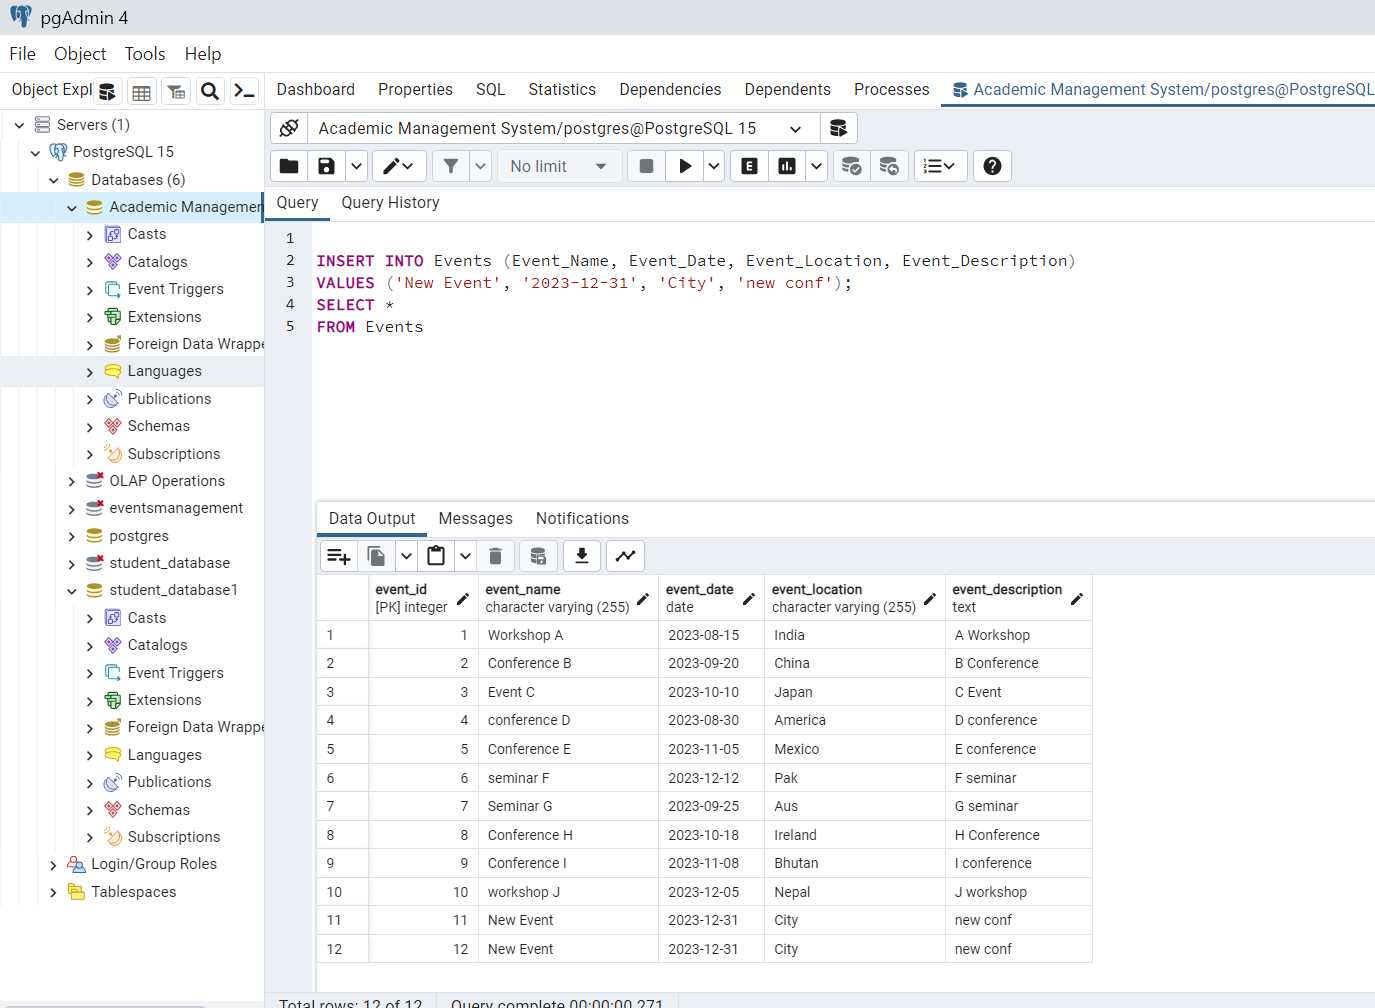 pgAdmin 4
File Object Tools Help
Object Expl
Dashboard Properties SQL Statistics Dependencies Dependents Processes Academic Management System/postgres@PostgreSQL
Servers (1)
PostgreSQL 15
Databases (6)
Academic Managemen
Casts
Catalogs
Event Triggers
Extensions
Foreign Data Wrappe
Languages
Publications
Schemas
Subscriptions
OLAP Operations
eventsmanagement
postgres
student_database
student_database1
Casts
Catalogs
Event Triggers
Extensions
Foreign Data Wrappe
Languages
Publications
Schemas
Subscriptions
Login/Group Roles
Tablespaces
Academic Management System/postgres@PostgreSQL 15
No limit
E
Query Query History
1
2 INSERT INTO Events (Event_Name, Event_Date, Event_Location, Event_Description)
3 VALUES ('New Event', '2023-12-31', 'City', 'new conf');
4 SELECT *
5 FROM Events
Data Output Messages Notifications
event_id event_name event_date event_location event_description
[PK] integer character varying (255) date character varying (255) text
1 1 Workshop A 2023-08-15 India A Workshop
2 2 Conference B 2023-09-20 China B Conference
3 3 Event C 2023-10-10 Japan C Event
4 4 conference D 2023-08-30 America D conference
5 5 Conference E 2023-11-05 Mexico E conference
6 6 seminar F 2023-12-12 Pak F seminar
7 7 Seminar G 2023-09-25 Aus G seminar
8 8 Conference H 2023-10-18 Ireland H Conference
9 9 Conference I 2023-11-08 Bhutan I conference
10 10 workshop J 2023-12-05 Nepal J workshop
11 11 New Event 2023-12-31 City new conf
12 12 New Event 2023-12-31 City new conf
Total rows: 12 of 12 Query complete 00:00:00.271